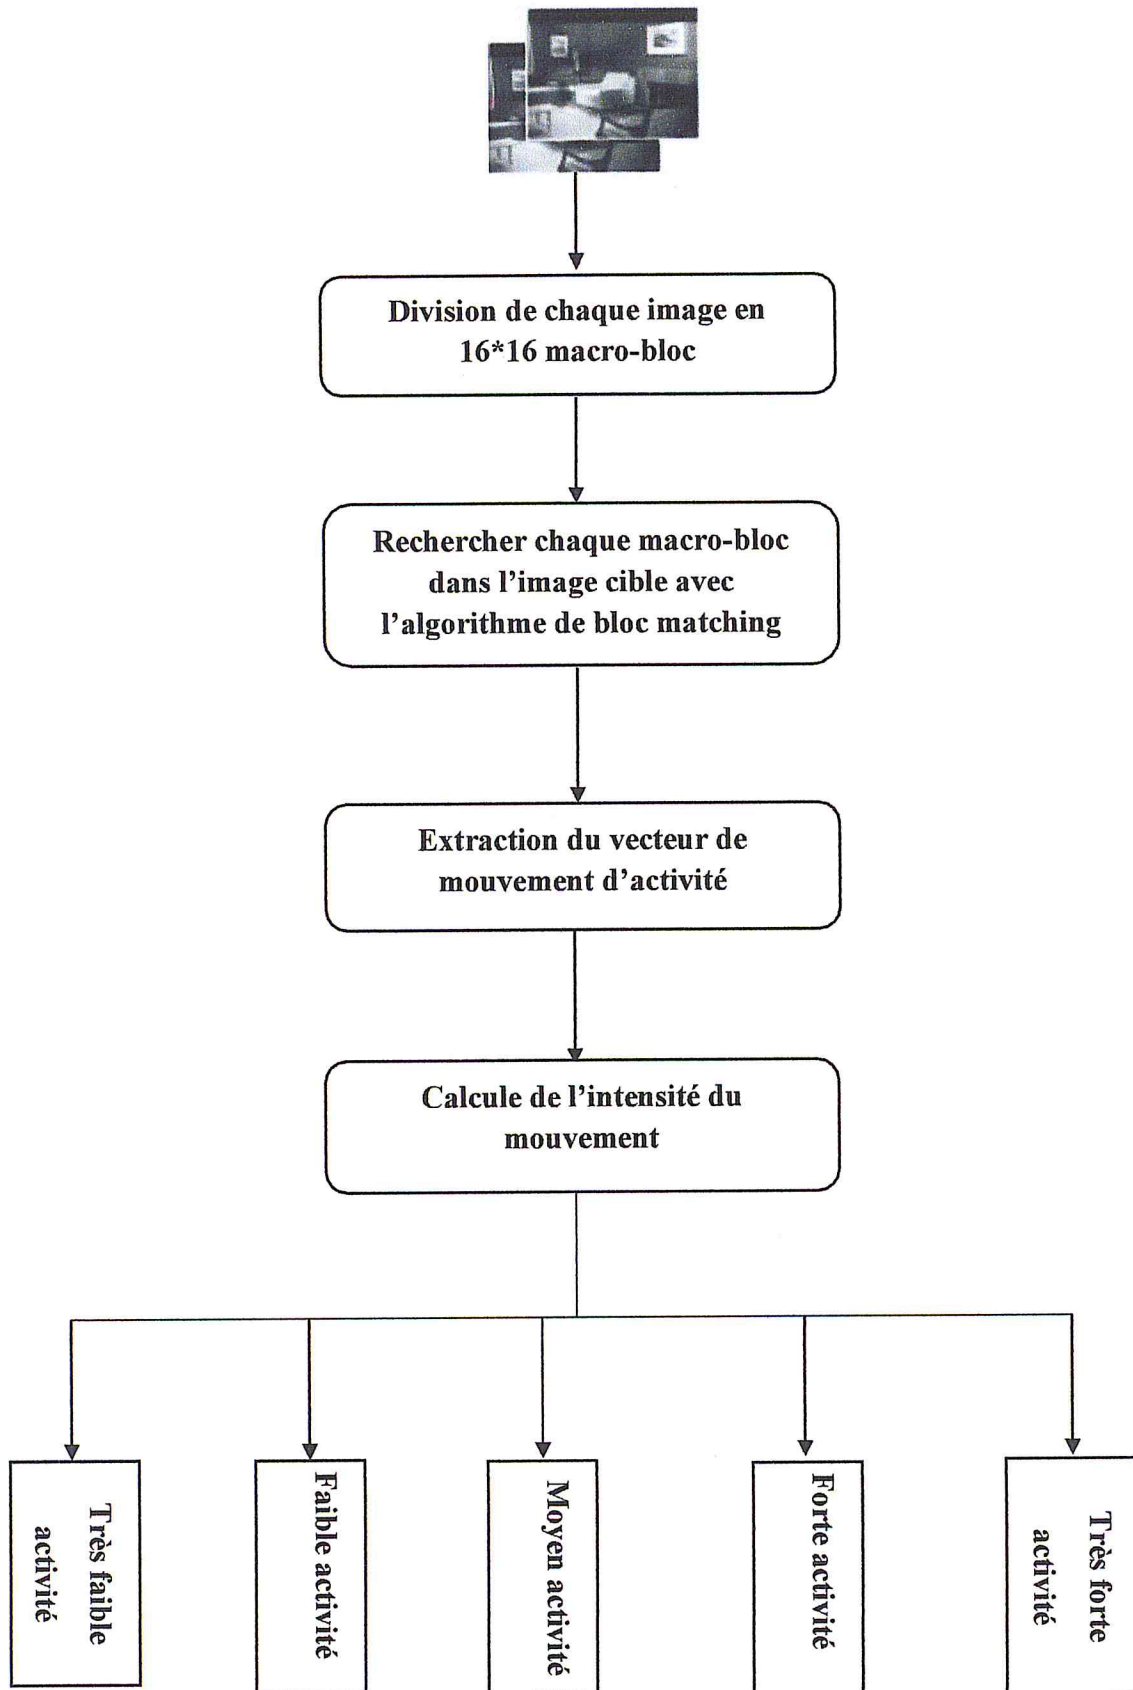 Division de chaque image en
16*16 macro-bloc
Rechercher chaque macro-bloc
dans l’image cible avec
l’algorithme de bloc matching
Extraction du vecteur de
mouvement d’activité
Calcule de l’intensité du
mouvement
Très faible
activité
Faible activité
Moyen activité
Forte activité
Très forte
activité